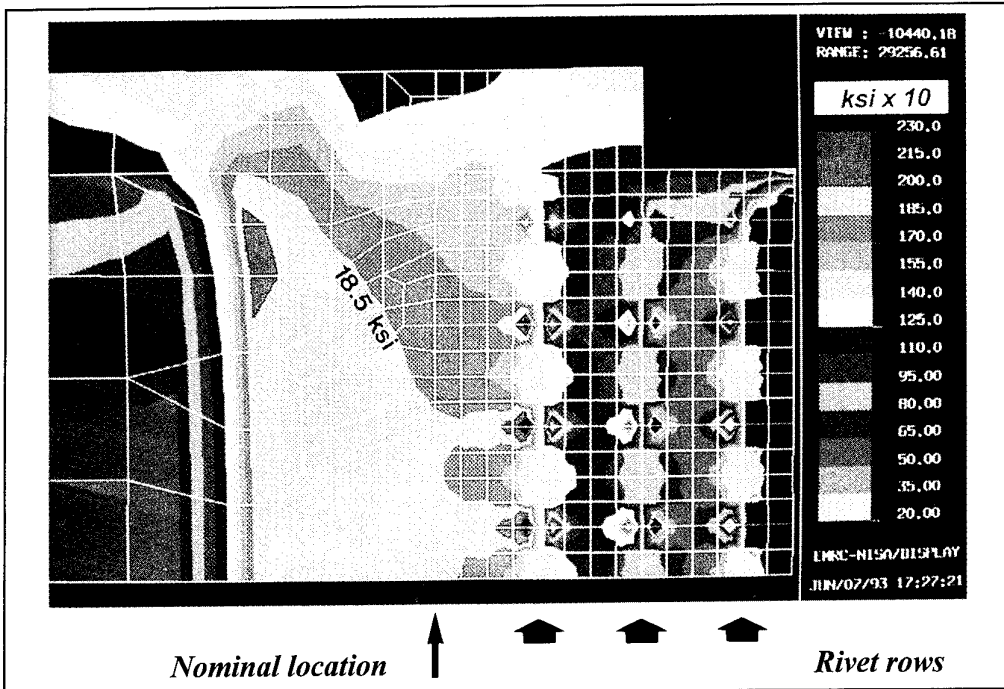 VIEW : -10440.18
RANGE: 29256.61
ksi x 10
230.0
215.0
200.0
185.0
170.0
155.0
140.0
125.0
110.0
95.00
80.00
65.00
50.00
35.00
20.00
18.5 ksi
EMRC-NISA/DISPLAY
JUN/07/93 17:27:21
Nominal location
Rivet rows